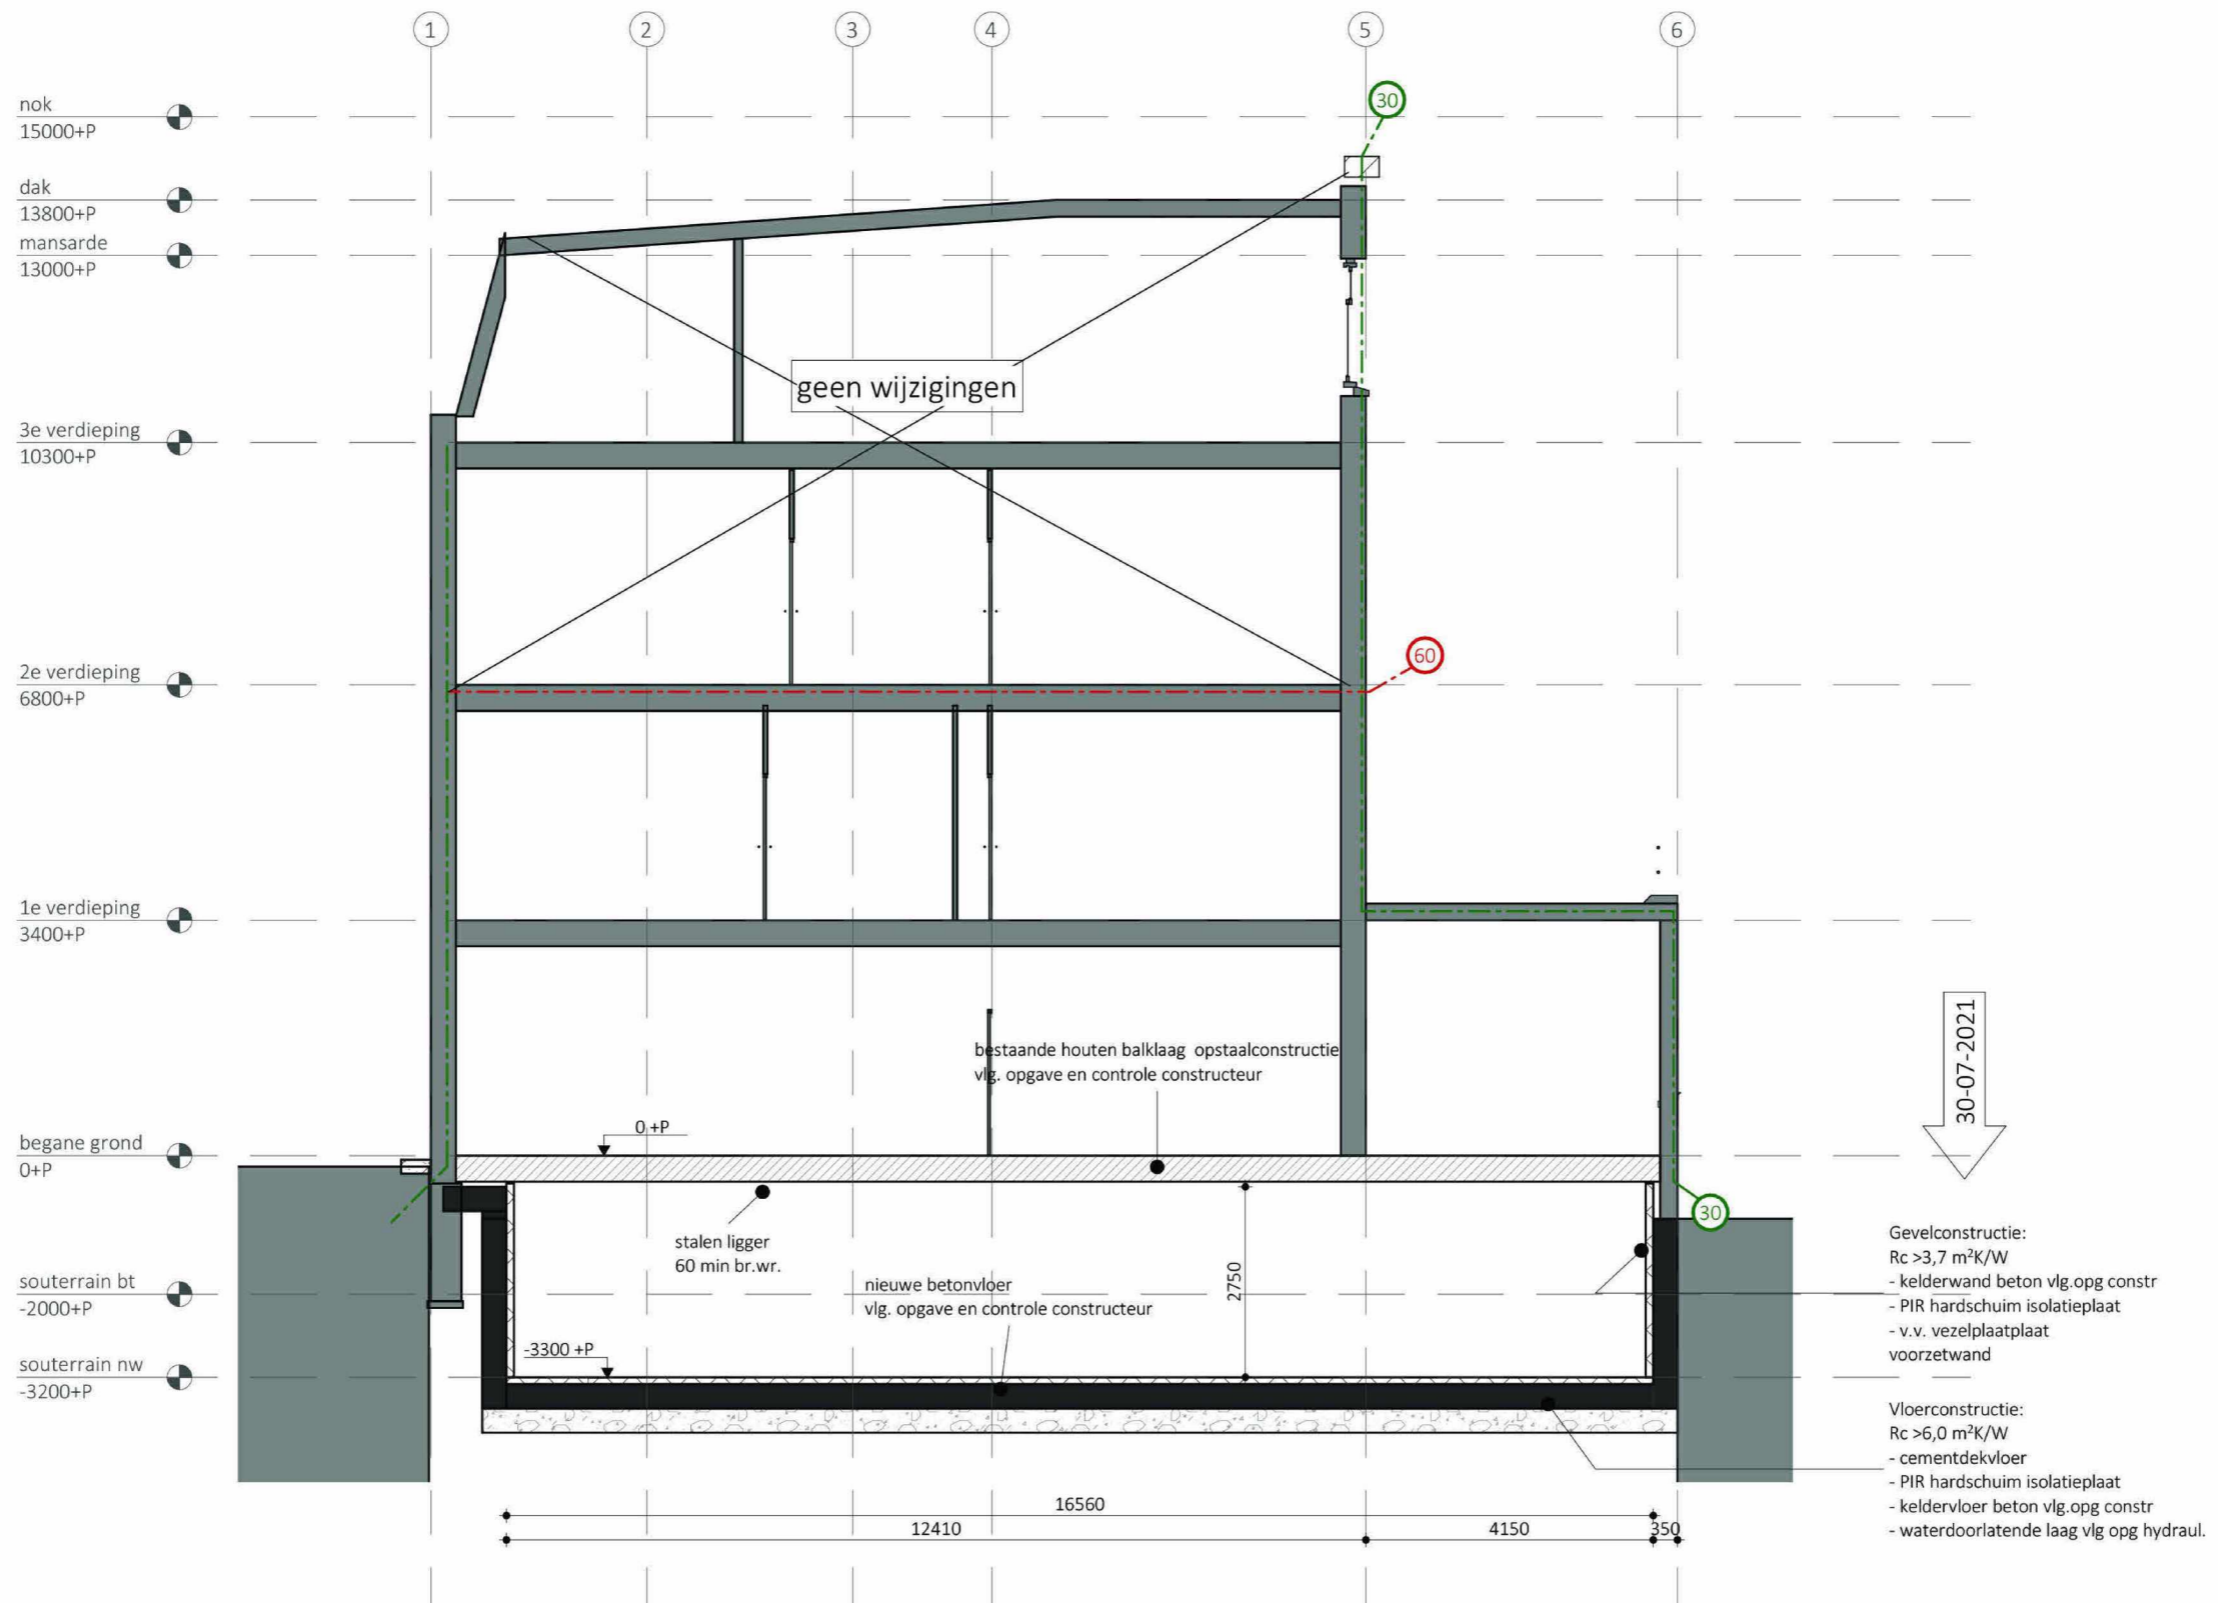 1
2
3
4
5
6
nok
15000+P
30
dak
13800+P
mansarde
13000+P
geen wijzigingen
3e verdieping
10300+P
2e verdieping
6800+P
60
1e verdieping
3400+P
30-07-2021
bestaande houten balklaag opstaalconstructie
vlg. opgave en controle constructeur
0 +P
begane grond
0+P
30
stalen ligger
60 min br.wr.
2750
nieuwe betonvloer
vlg. opgave en controle constructeur
souterrain bt
-2000+P
-3300 +P
souterrain nw
-3200+P
Gevelconstructie:
Rc >3,7 m²K/W
- kelderwand beton vlg.opg constr
- PIR hardschuim isolatieplaat
- v.v. vezelplaatplaat
voorzetwand
Vloerconstructie:
Rc >6,0 m²K/W
- cementdekvloer
- PIR hardschuim isolatieplaat
- keldervloer beton vlg.opg constr
- waterdoorlatende laag vlg opg hydraul.
16560
12410
4150
350